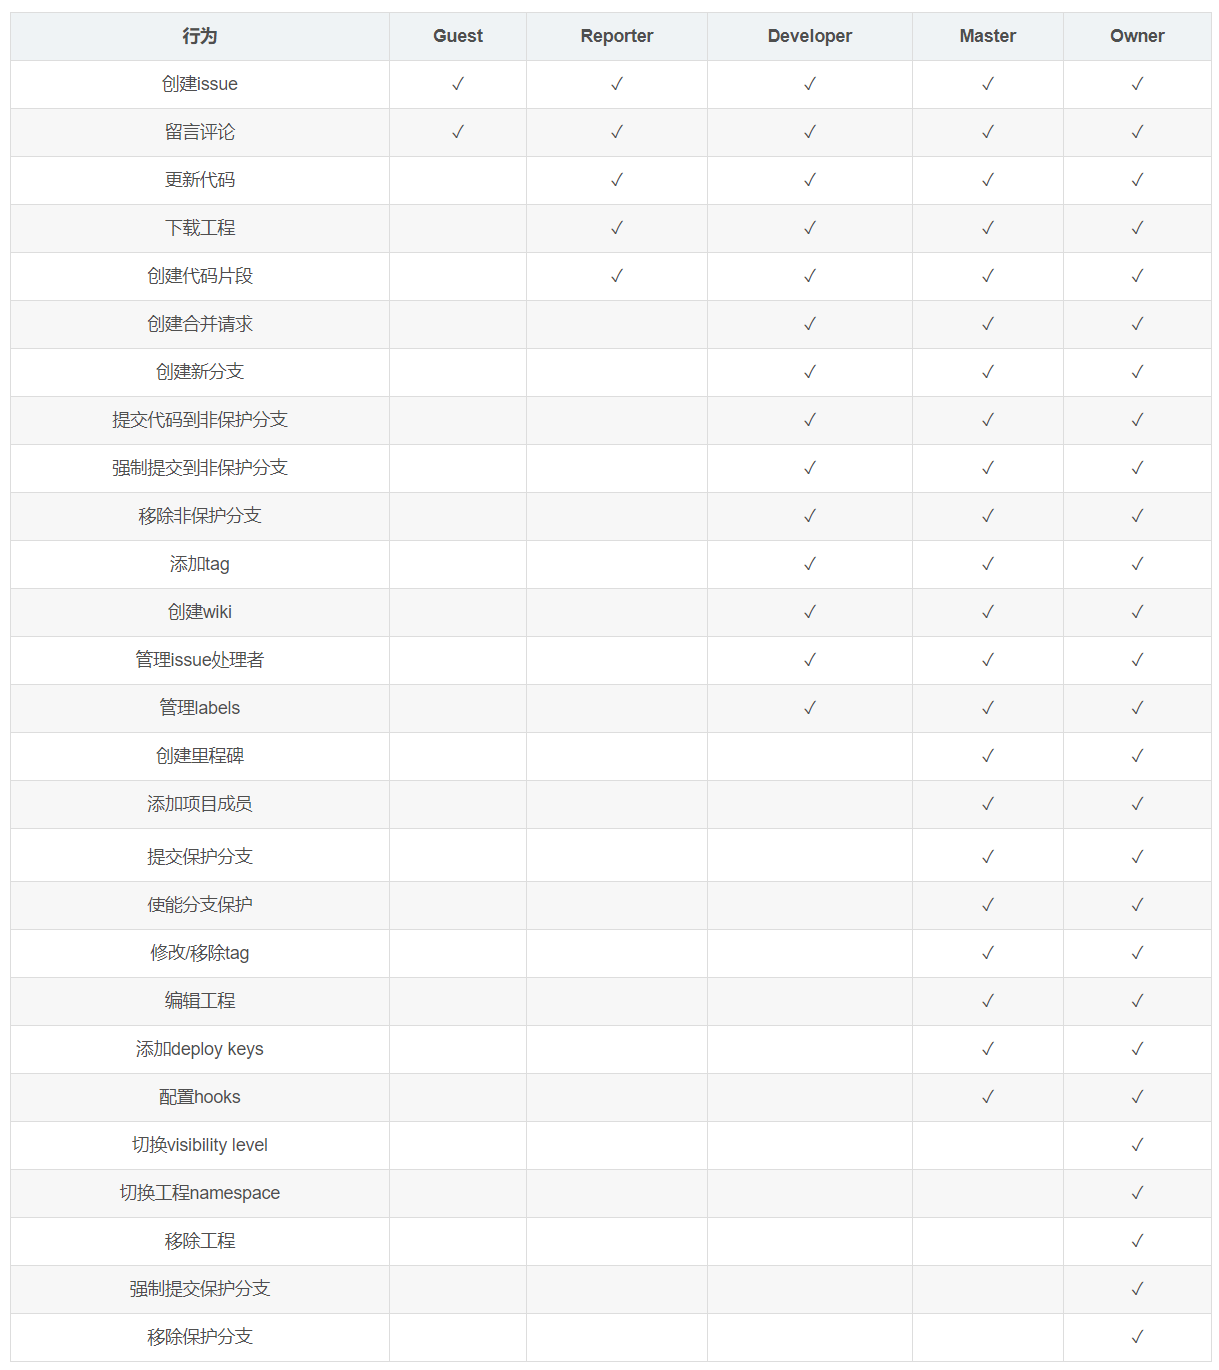 行为 Guest Reporter Developer Master Owner
创建issue ✓ ✓ ✓ ✓ ✓
留言评论 ✓ ✓ ✓ ✓ ✓
更新代码 ✓ ✓ ✓ ✓
下载工程 ✓ ✓ ✓ ✓
创建代码片段 ✓ ✓ ✓ ✓
创建合并请求 ✓ ✓ ✓
创建新分支 ✓ ✓ ✓
提交代码到非保护分支 ✓ ✓ ✓
强制提交到非保护分支 ✓ ✓ ✓
移除非保护分支 ✓ ✓ ✓
添加tag ✓ ✓ ✓
创建wiki ✓ ✓ ✓
管理issue处理者 ✓ ✓ ✓
管理labels ✓ ✓ ✓
创建里程碑 ✓ ✓
添加项目成员 ✓ ✓
提交保护分支 ✓ ✓
使能分支保护 ✓ ✓
修改/移除tag ✓ ✓
编辑工程 ✓ ✓
添加deploy keys ✓ ✓
配置hooks ✓ ✓
切换visibility level ✓
切换工程namespace ✓
移除工程 ✓
强制提交保护分支 ✓
移除保护分支 ✓